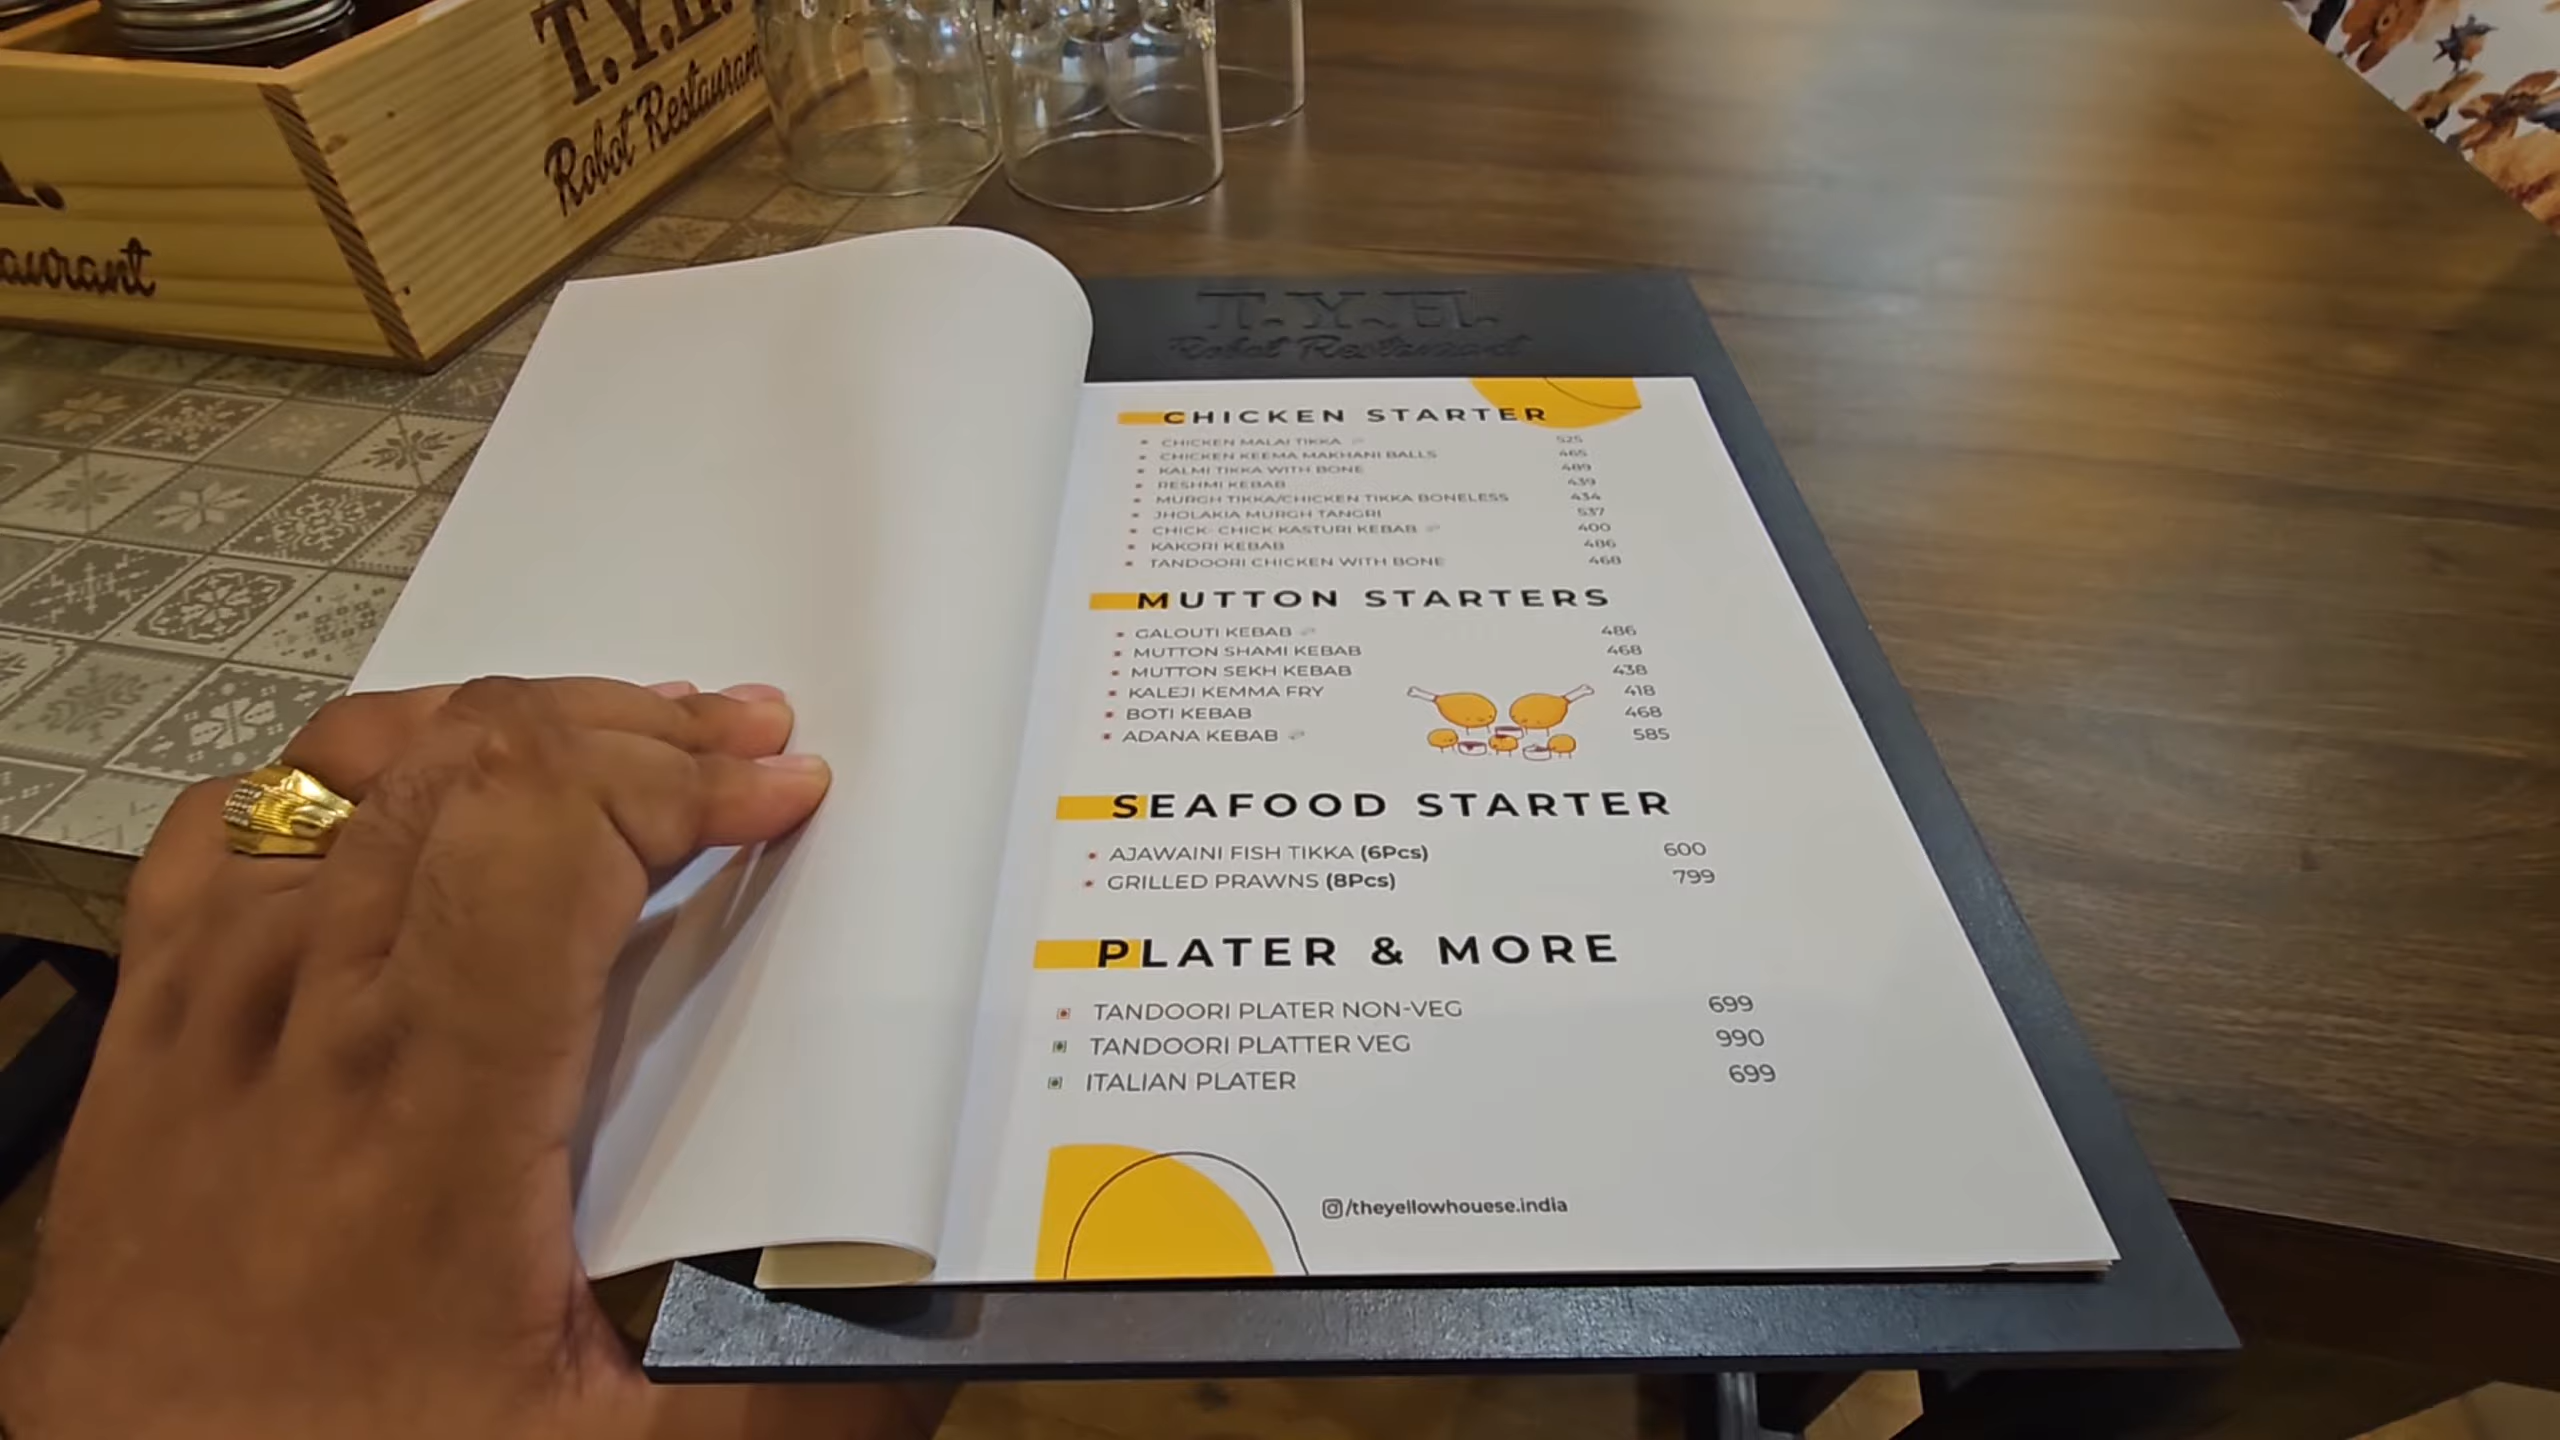 T.Y.H.
Robot Restaurant
aurant
T.Y.H.
Robot Restaurant
CHICKEN STARTER
CHICKEN MALAI TIKKA 525
CHICKEN KEEMA MAKHANI BALLS 465
KALMI TIKKA WITH BONE 489
RESHMI KEBAB 439
MURGH TIKKA/CHICKEN TIKKA BONELESS 434
JHOLAKIA MURGH TANGRI 537
CHICK- CHICK KASTURI KEBAB 400
KAKORI KEBAB 486
TANDOORI CHICKEN WITH BONE 468
MUTTON STARTERS
GALOUTI KEBAB 486
MUTTON SHAMI KEBAB 468
MUTTON SEKH KEBAB 438
KALEJI KEMMA FRY 418
BOTI KEBAB 468
ADANA KEBAB 585
SEAFOOD STARTER
AJAWAINI FISH TIKKA (6Pcs) 600
GRILLED PRAWNS (8Pcs) 799
PLATER & MORE
TANDOORI PLATER NON-VEG 699
TANDOORI PLATTER VEG 990
ITALIAN PLATER 699
/theyellowhouese.india